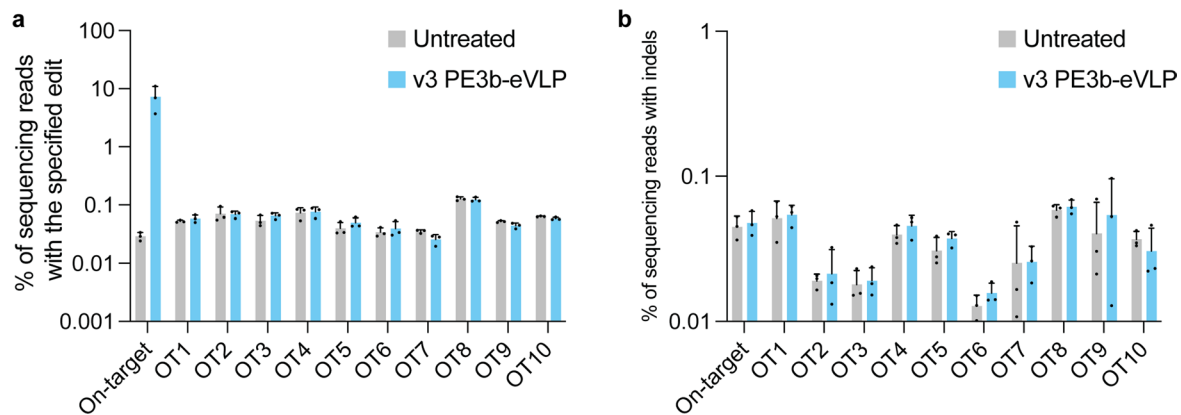 a
% of sequencing reads
with the specified edit
100
10
1
0.1
0.01
0.001
Untreated
v3 PE3b-eVLP
On-target
OT1
OT2
OT3
OT4
OT5
OT6
OT7
OT8
OT9
OT10
b
% of sequencing reads with indels
1
0.1
0.01
Untreated
v3 PE3b-eVLP
On-target
OT1
OT2
OT3
OT4
OT5
OT6
OT7
OT8
OT9
OT10